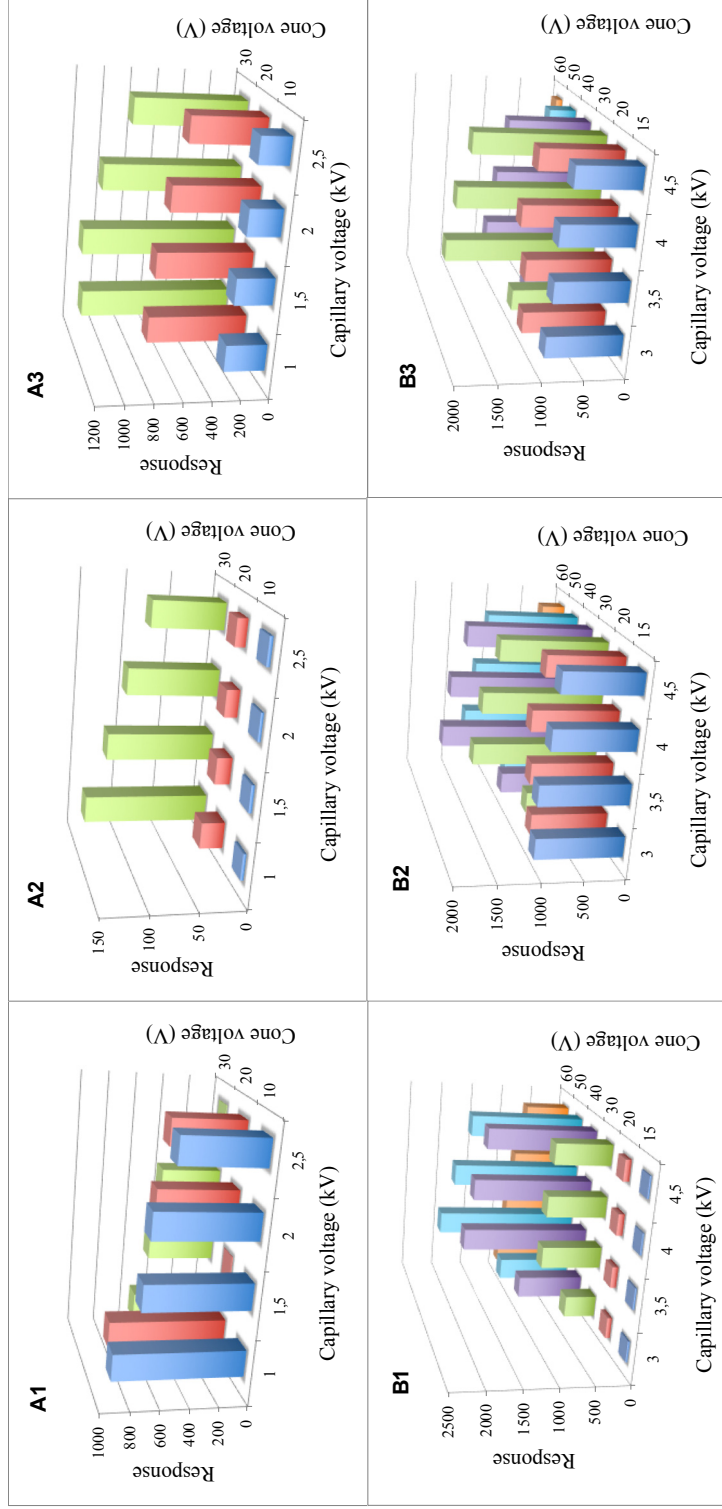 A1
1000
800
600
400
200
0
Response
1
1,5
2
2,5
Capillary voltage (kV)
10
20
30
Cone voltage
(V)
A2
150
100
50
0
Response
1
1,5
2
2,5
Capillary voltage (kV)
10
20
30
Cone voltage
(V)
A3
1200
1000
800
600
400
200
0
Response
1
1,5
2
2,5
Capillary voltage (kV)
10
20
30
Cone voltage
(V)
B1
2500
2000
1500
1000
500
0
Response
3
3,5
4
4,5
Capillary voltage (kV)
15
20
30
40
50
60
Cone voltage
(V)
B2
2000
1500
1000
500
0
Response
3
3,5
4
4,5
Capillary voltage (kV)
15
20
30
40
50
60
Cone voltage
(V)
B3
2000
1500
1000
500
0
Response
3
3,5
4
4,5
Capillary voltage (kV)
15
20
30
40
50
60
Cone voltage
(V)